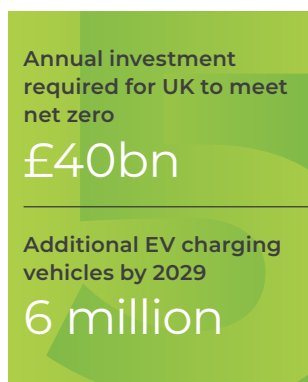 Annual investment
required for UK to meet
net zero
£40bn
Additional EV charging
vehicles by 2029
6 million